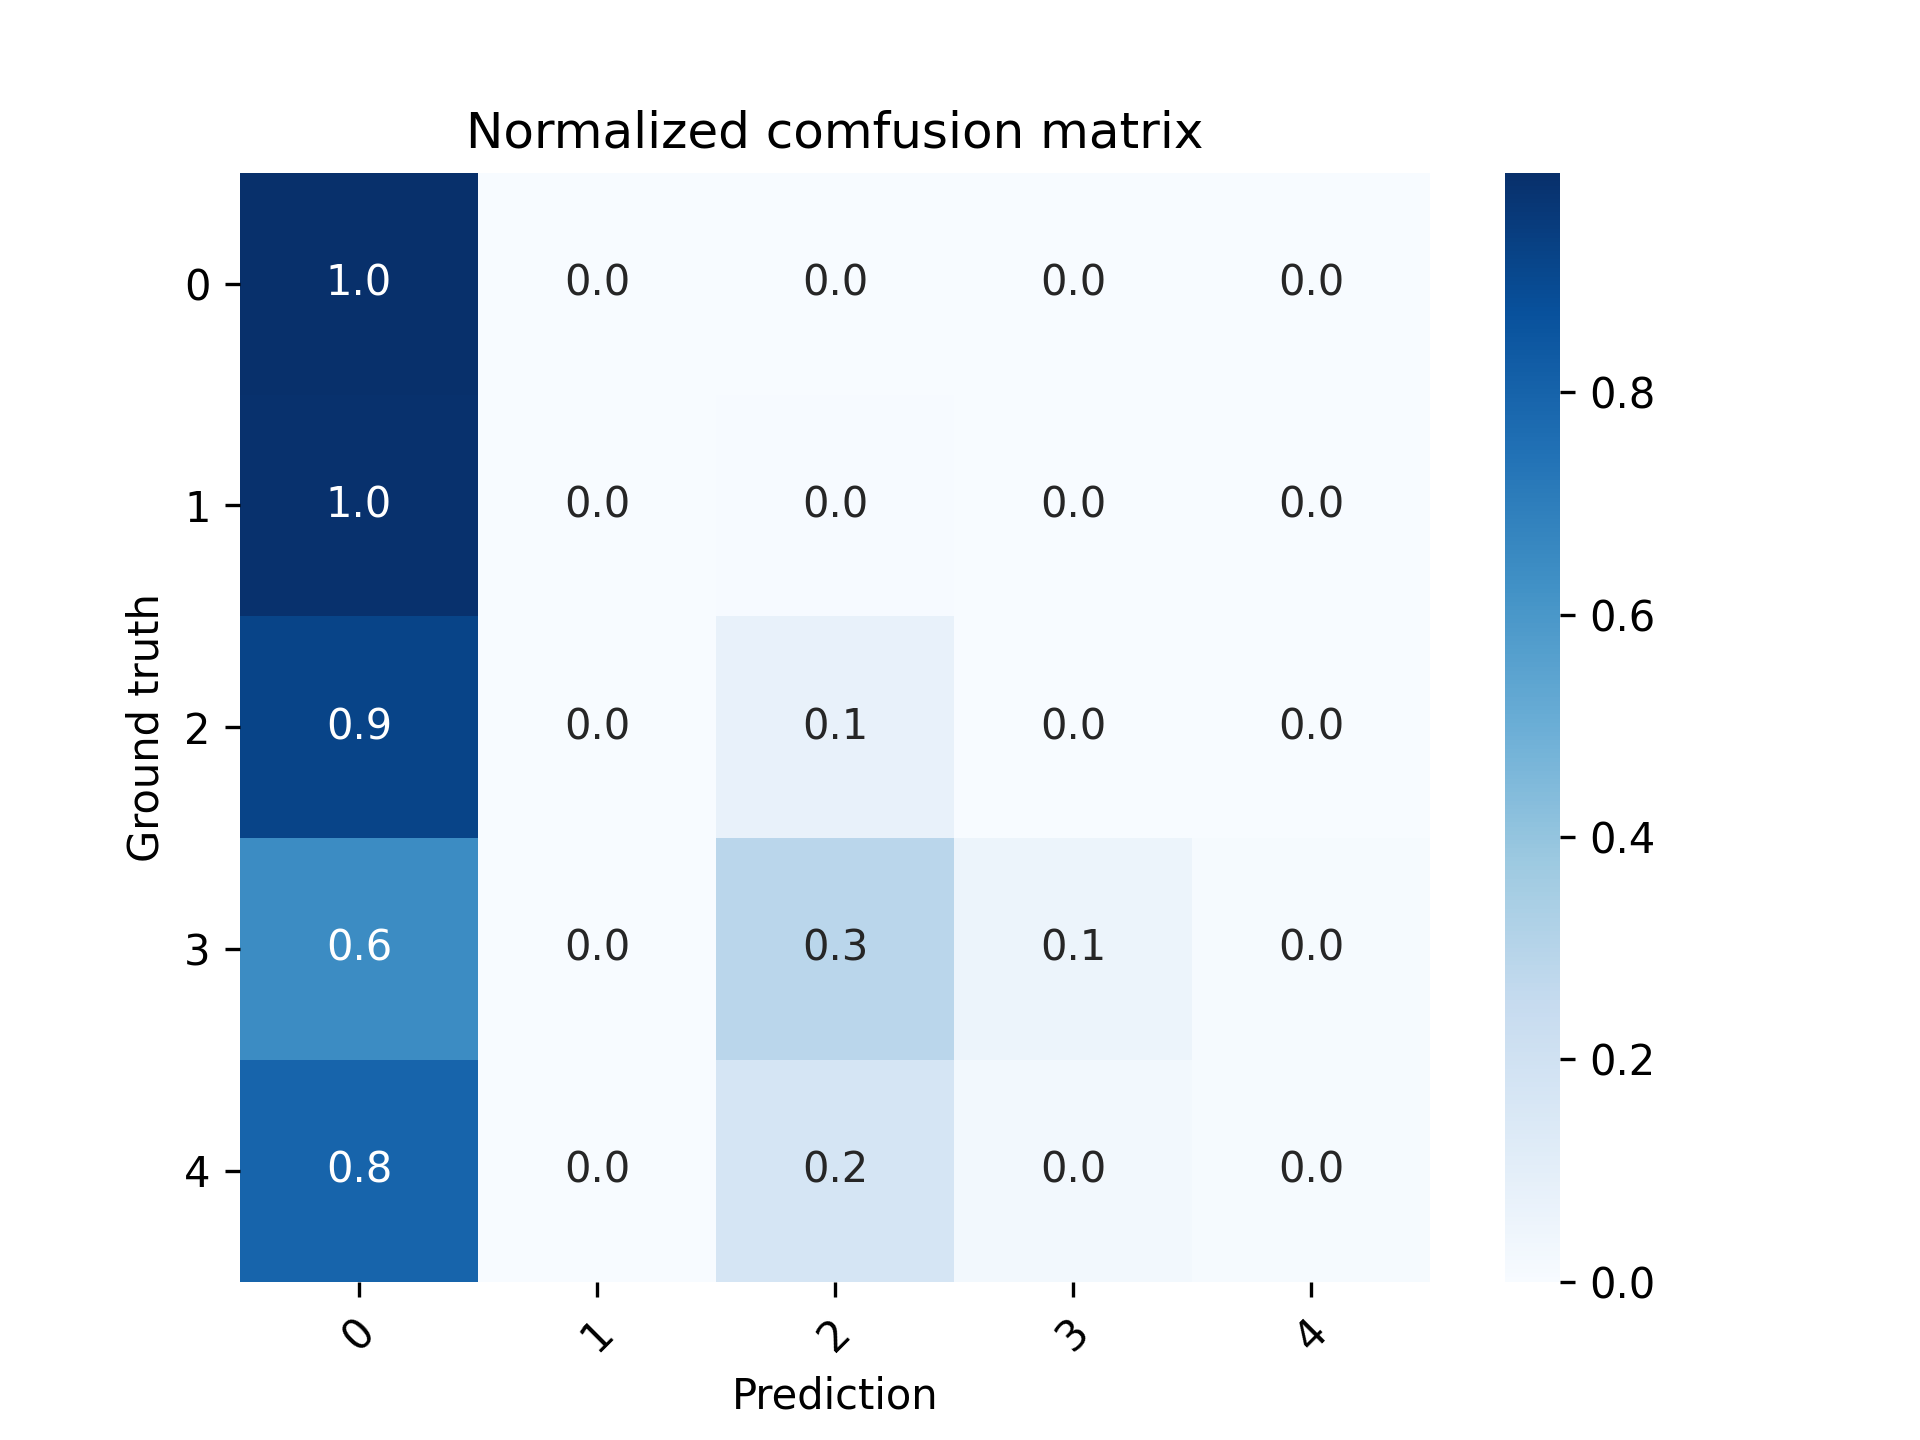 Normalized comfusion matrix
0 1.0 0.0 0.0 0.0 0.0
1 1.0 0.0 0.0 0.0 0.0
2 0.9 0.0 0.1 0.0 0.0
3 0.6 0.0 0.3 0.1 0.0
4 0.8 0.0 0.2 0.0 0.0
Ground truth
0 1 2 3 4
Prediction
0.8
0.6
0.4
0.2
0.0